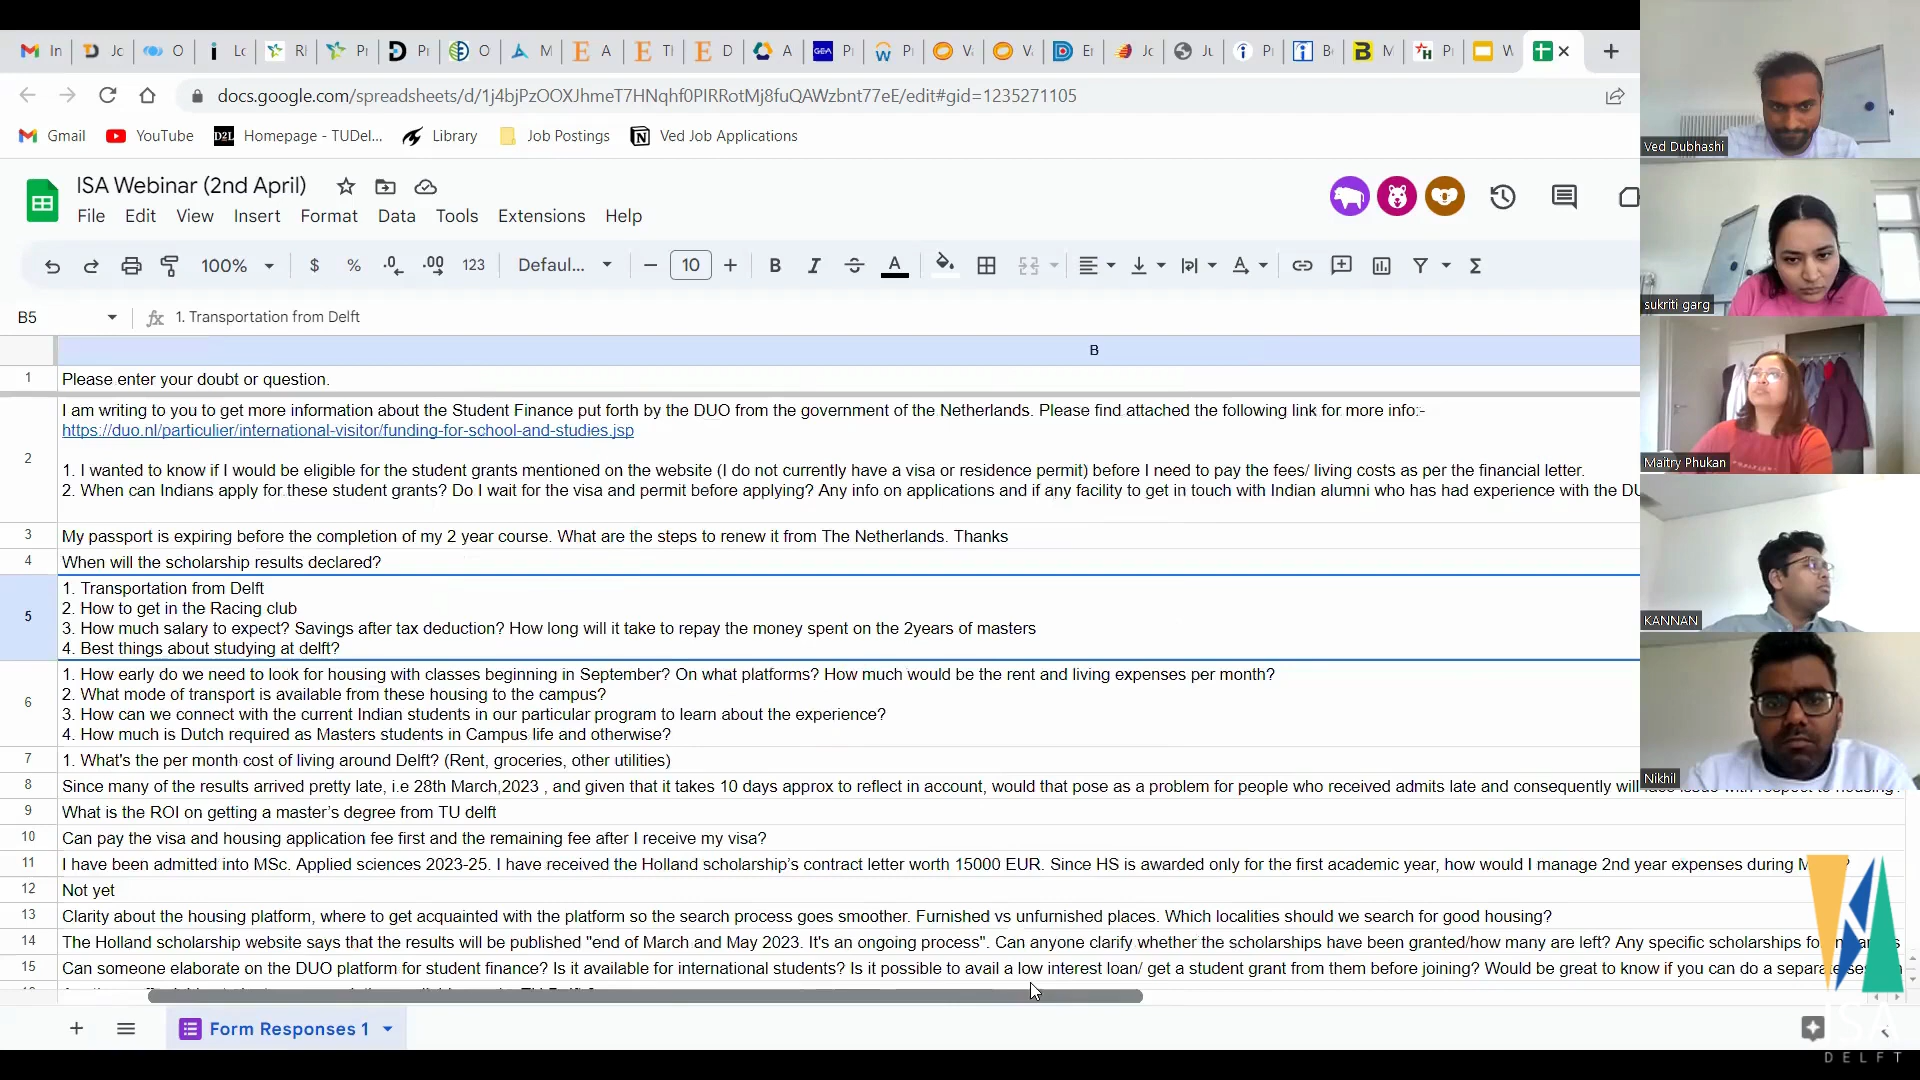 In
Jc
O
Lc
RI
Pr
Pi
O
M
A
TI
D
A
P
P
V
V
Er
Jc
Ju
Pi
B
M
Pi
W
docs.google.com/spreadsheets/d/1j4bjPzOOXJhmeT7HNqhf0PIRRotMj8fuQAWzbnt77eE/edit#gid=1235271105
Gmail YouTube Homepage - TUDel... Library Job Postings Ved Job Applications
ISA Webinar (2nd April)
File Edit View Insert Format Data Tools Extensions Help
100% $ % .0 .00 123 Defaul... 10 B I A
B5 fx 1. Transportation from Delft
B
1 Please enter your doubt or question.
I am writing to you to get more information about the Student Finance put forth by the DUO from the government of the Netherlands. Please find attached the following link for more info:-
https://duo.nl/particulier/international-visitor/funding-for-school-and-studies.jsp
2
1. I wanted to know if I would be eligible for the student grants mentioned on the website (I do not currently have a visa or residence permit) before I need to pay the fees/ living costs as per the financial letter.
2. When can Indians apply for these student grants? Do I wait for the visa and permit before applying? Any info on applications and if any facility to get in touch with Indian alumni who has had experience with the DU
3 My passport is expiring before the completion of my 2 year course. What are the steps to renew it from The Netherlands. Thanks
4 When will the scholarship results declared?
1. Transportation from Delft
2. How to get in the Racing club
5
3. How much salary to expect? Savings after tax deduction? How long will it take to repay the money spent on the 2years of masters
4. Best things about studying at delft?
1. How early do we need to look for housing with classes beginning in September? On what platforms? How much would be the rent and living expenses per month?
2. What mode of transport is available from these housing to the campus?
6
3. How can we connect with the current Indian students in our particular program to learn about the experience?
4. How much is Dutch required as Masters students in Campus life and otherwise?
7 1. What's the per month cost of living around Delft? (Rent, groceries, other utilities)
8 Since many of the results arrived pretty late, i.e 28th March,2023 , and given that it takes 10 days approx to reflect in account, would that pose as a problem for people who received admits late and consequently will face issue with respect to housing?
9 What is the ROI on getting a master's degree from TU delft
10 Can pay the visa and housing application fee first and the remaining fee after I receive my visa?
11 I have been admitted into MSc. Applied sciences 2023-25. I have received the Holland scholarship's contract letter worth 15000 EUR. Since HS is awarded only for the first academic year, how would I manage 2nd year expenses during
12 Not yet
13 Clarity about the housing platform, where to get acquainted with the platform so the search process goes smoother. Furnished vs unfurnished places. Which localities should we search for good housing?
14 The Holland scholarship website says that the results will be published "end of March and May 2023. It's an ongoing process". Can anyone clarify whether the scholarships have been granted/how many are left? Any specific scholarships
15 Can someone elaborate on the DUO platform for student finance? Is it available for international students? Is it possible to avail a low interest loan/ get a student grant from them before joining? Would be great to know if you can do a separate
Form Responses 1
Ved Dubhashi
sukriti garg
Maitry Phukan
KANNAN
Nikhil
ISA
DELFT